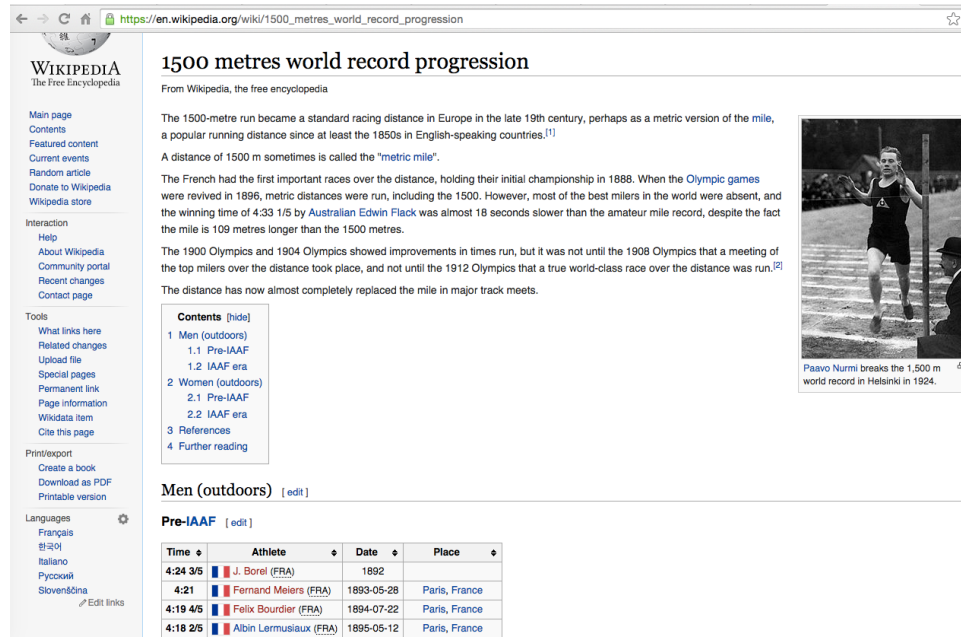 https://en.wikipedia.org/wiki/1500_metres_world_record_progression
WIKIPEDIA
The Free Encyclopedia
Main page
Contents
Featured content
Current events
Random article
Donate to Wikipedia
Wikipedia store
Interaction
Help
About Wikipedia
Community portal
Recent changes
Contact page
Tools
What links here
Related changes
Upload file
Special pages
Permanent link
Page information
Wikidata item
Cite this page
Print/export
Create a book
Download as PDF
Printable version
Languages
Français
한국어
Italiano
Русский
Slovenščina
Edit links
1500 metres world record progression
From Wikipedia, the free encyclopedia
The 1500-metre run became a standard racing distance in Europe in the late 19th century, perhaps as a metric version of the mile,
a popular running distance since at least the 1850s in English-speaking countries.[1]
A distance of 1500 m sometimes is called the "metric mile".
The French had the first important races over the distance, holding their initial championship in 1888. When the Olympic games
were revived in 1896, metric distances were run, including the 1500. However, most of the best milers in the world were absent, and
the winning time of 4:33 1/5 by Australian Edwin Flack was almost 18 seconds slower than the amateur mile record, despite the fact
the mile is 109 metres longer than the 1500 metres.
The 1900 Olympics and 1904 Olympics showed improvements in times run, but it was not until the 1908 Olympics that a meeting of
the top milers over the distance took place, and not until the 1912 Olympics that a true world-class race over the distance was run.[2]
The distance has now almost completely replaced the mile in major track meets.
Paavo Nurmi breaks the 1,500 m
world record in Helsinki in 1924.
Contents [hide]
1 Men (outdoors)
1.1 Pre-IAAF
1.2 IAAF era
2 Women (outdoors)
2.1 Pre-IAAF
2.2 IAAF era
3 References
4 Further reading
Men (outdoors) [ edit ]
Pre-IAAF [ edit ]
Time Athlete Date Place
4:24 3/5 J. Borel (FRA) 1892
4:21 Fernand Meiers (FRA) 1893-05-28 Paris, France
4:19 4/5 Felix Bourdier (FRA) 1894-07-22 Paris, France
4:18 2/5 Albin Lermusiaux (FRA) 1895-05-12 Paris, France